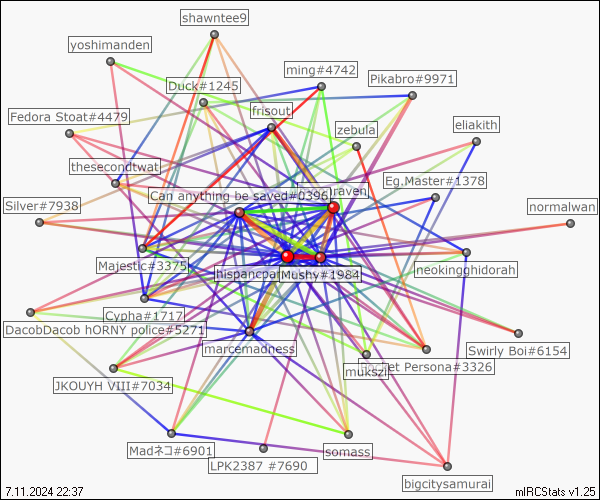 shawntee9
yoshimanden
ming#4742
Pikabro#9971
Duck#1245
Fedora Stoat#4479
frisout
zebula
eliakith
thesecondtwat
Eg.Master#1378
Can anything be saved#0396
raven
Silver#7938
normalwan
Majestic#3375
hispancpa
Mushy#1984
neokingghidorah
Cypha#1717
DacobDacob hORNY police#5271
marcemadness
Swirly Boi#6154
mukszi
et Persona#3326
JKOUYH VIII#7034
Madネコ#6901
somass
LPK2387 #7690
bigcitysamurai
7.11.2024 22:37
mIRCStats v1.25